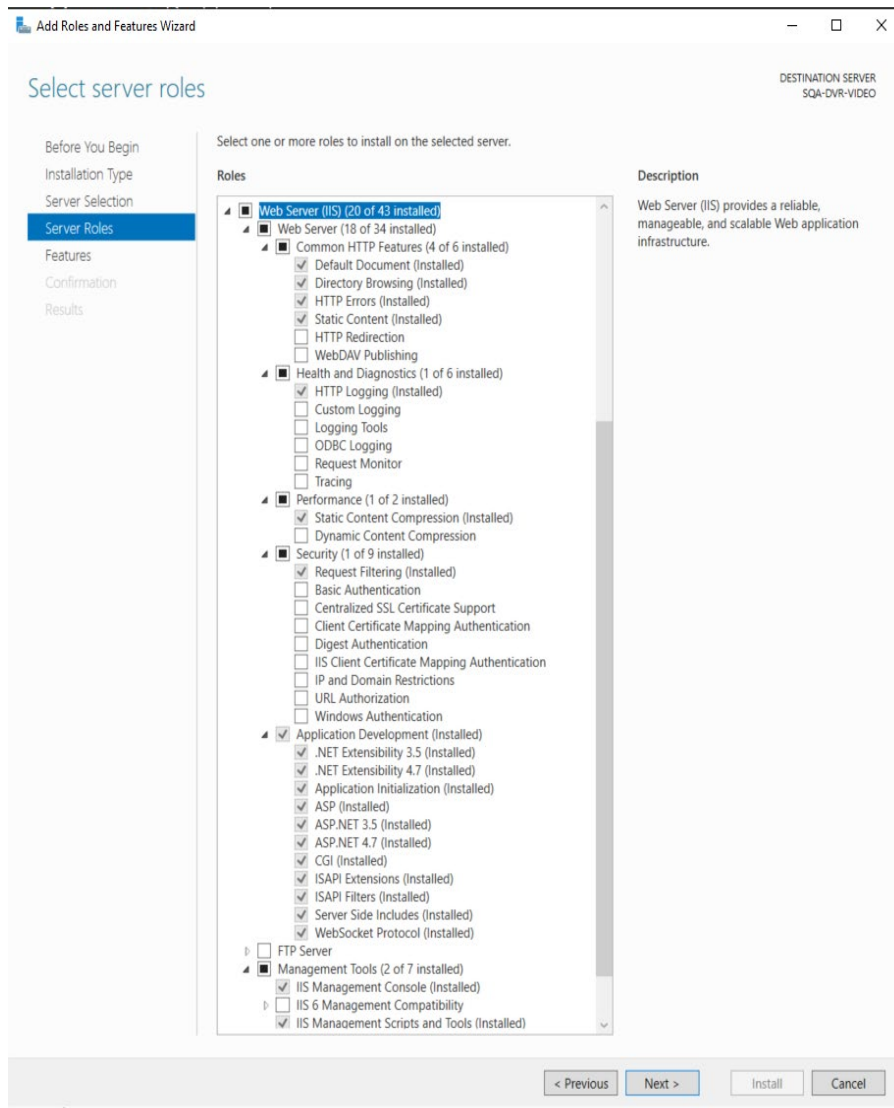 Add Roles and Features Wizard
Select server roles
DESTINATION SERVER
SQA-DVR-VIDEO
Before You Begin
Installation Type
Server Selection
Server Roles
Features
Confirmation
Results
Select one or more roles to install on the selected server.
Roles
Web Server (IIS) (20 of 43 installed)
Web Server (18 of 34 installed)
Common HTTP Features (4 of 6 installed)
Default Document (Installed)
Directory Browsing (Installed)
HTTP Errors (Installed)
Static Content (Installed)
HTTP Redirection
WebDAV Publishing
Health and Diagnostics (1 of 6 installed)
HTTP Logging (Installed)
Custom Logging
Logging Tools
ODBC Logging
Request Monitor
Tracing
Performance (1 of 2 installed)
Static Content Compression (Installed)
Dynamic Content Compression
Security (1 of 9 installed)
Request Filtering (Installed)
Basic Authentication
Centralized SSL Certificate Support
Client Certificate Mapping Authentication
Digest Authentication
IIS Client Certificate Mapping Authentication
IP and Domain Restrictions
URL Authorization
Windows Authentication
Application Development (Installed)
.NET Extensibility 3.5 (Installed)
.NET Extensibility 4.7 (Installed)
Application Initialization (Installed)
ASP (Installed)
ASP.NET 3.5 (Installed)
ASP.NET 4.7 (Installed)
CGI (Installed)
ISAPI Extensions (Installed)
ISAPI Filters (Installed)
Server Side Includes (Installed)
WebSocket Protocol (Installed)
FTP Server
Management Tools (2 of 7 installed)
IIS Management Console (Installed)
IIS 6 Management Compatibility
IIS Management Scripts and Tools (Installed)
Description
Web Server (IIS) provides a reliable,
manageable, and scalable Web application
infrastructure.
< Previous
Next >
Install
Cancel